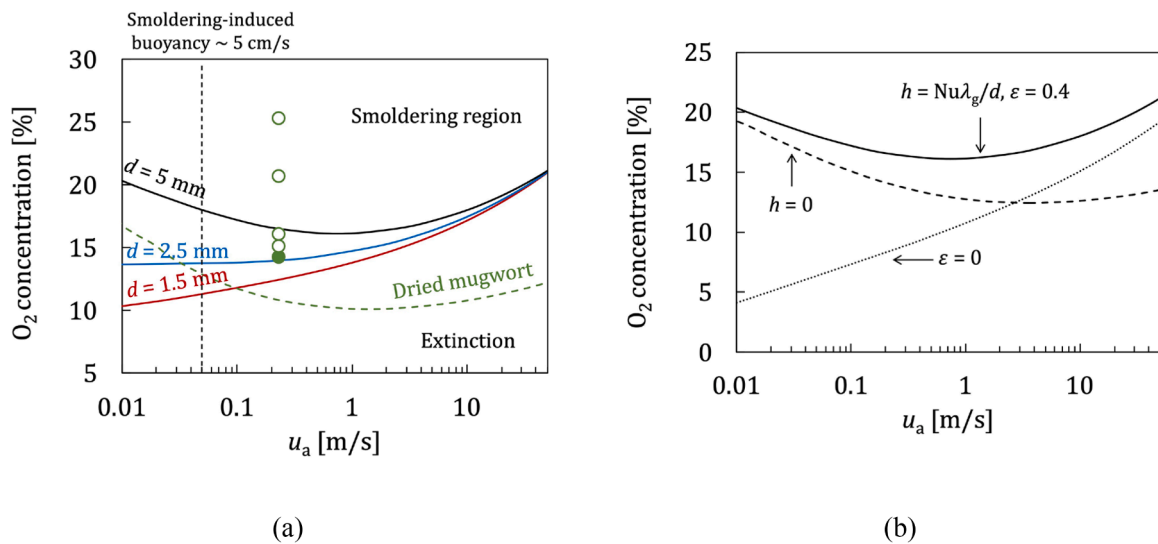 Smoldering-induced
buoyancy ~ 5 cm/s
30
25
20
15
10
5
O₂ concentration [%]
Smoldering region
d = 5 mm
d = 2.5 mm
d = 1.5 mm
Dried mugwort
Extinction
0.01
0.1
1
10
uₐ [m/s]
(a)
25
20
15
10
5
0
O₂ concentration [%]
h = Nuλg/d, ε = 0.4
h = 0
ε = 0
0.01
0.1
1
10
uₐ [m/s]
(b)